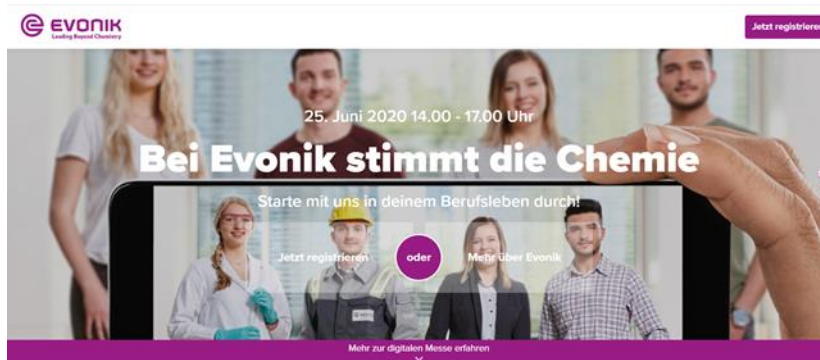 EVONIK
Leading Beyond Chemistry
Jetzt registrieren
25. Juni 2020 14.00 - 17.00 Uhr
Bei Evonik stimmt die Chemie
Starte mit uns in deinem Berufsleben durch!
Jetzt registrieren
oder
Mehr über Evonik
Mehr zur digitalen Messe erfahren